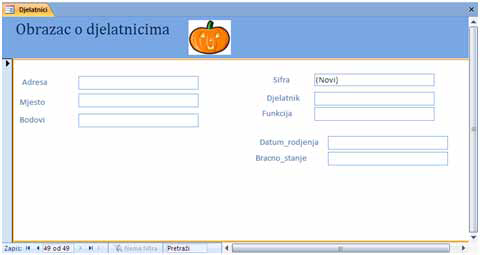 Djelatnici
Obrazac o djelatnicima
Adresa
Mjesto
Bodovi
Sifra (Novi)
Djelatnik
Funkcija
Datum_rodjenja
Bracno_stanje
Zapis: 49 od 49 Nema filtra Pretraži